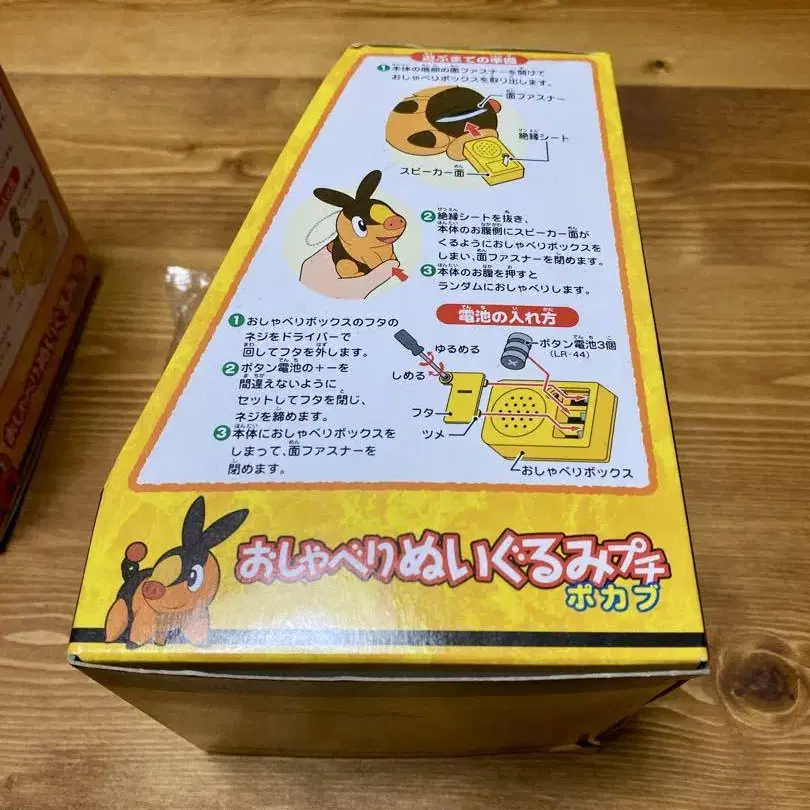 遊ぶまでの準備
①本体の底部の面ファスナーを開けて
おしゃべりボックスを取り出します。
面ファスナー
絶縁シート
スピーカー面
②絶縁シートを抜き、
本体のお腹側にスピーカー面が
くるようにおしゃべりボックスを
しまい、面ファスナーを閉めます。
③本体のお腹を押すと
ランダムにおしゃべりします。
電池の入れ方
①おしゃべりボックスのフタの
ネジをドライバーで
回してフタを外します。
②ボタン電池の+ーを
間違えないように
セットしてフタを閉じ、
ネジを締めます。
③本体におしゃべりボックスを
しまって、面ファスナーを
閉めます。
ゆるめる
しめる
ボタン電池3個
(LR-44)
フタ
ツメ
おしゃべりボックス
おしゃべりぬいぐるみプチ
ポカブ